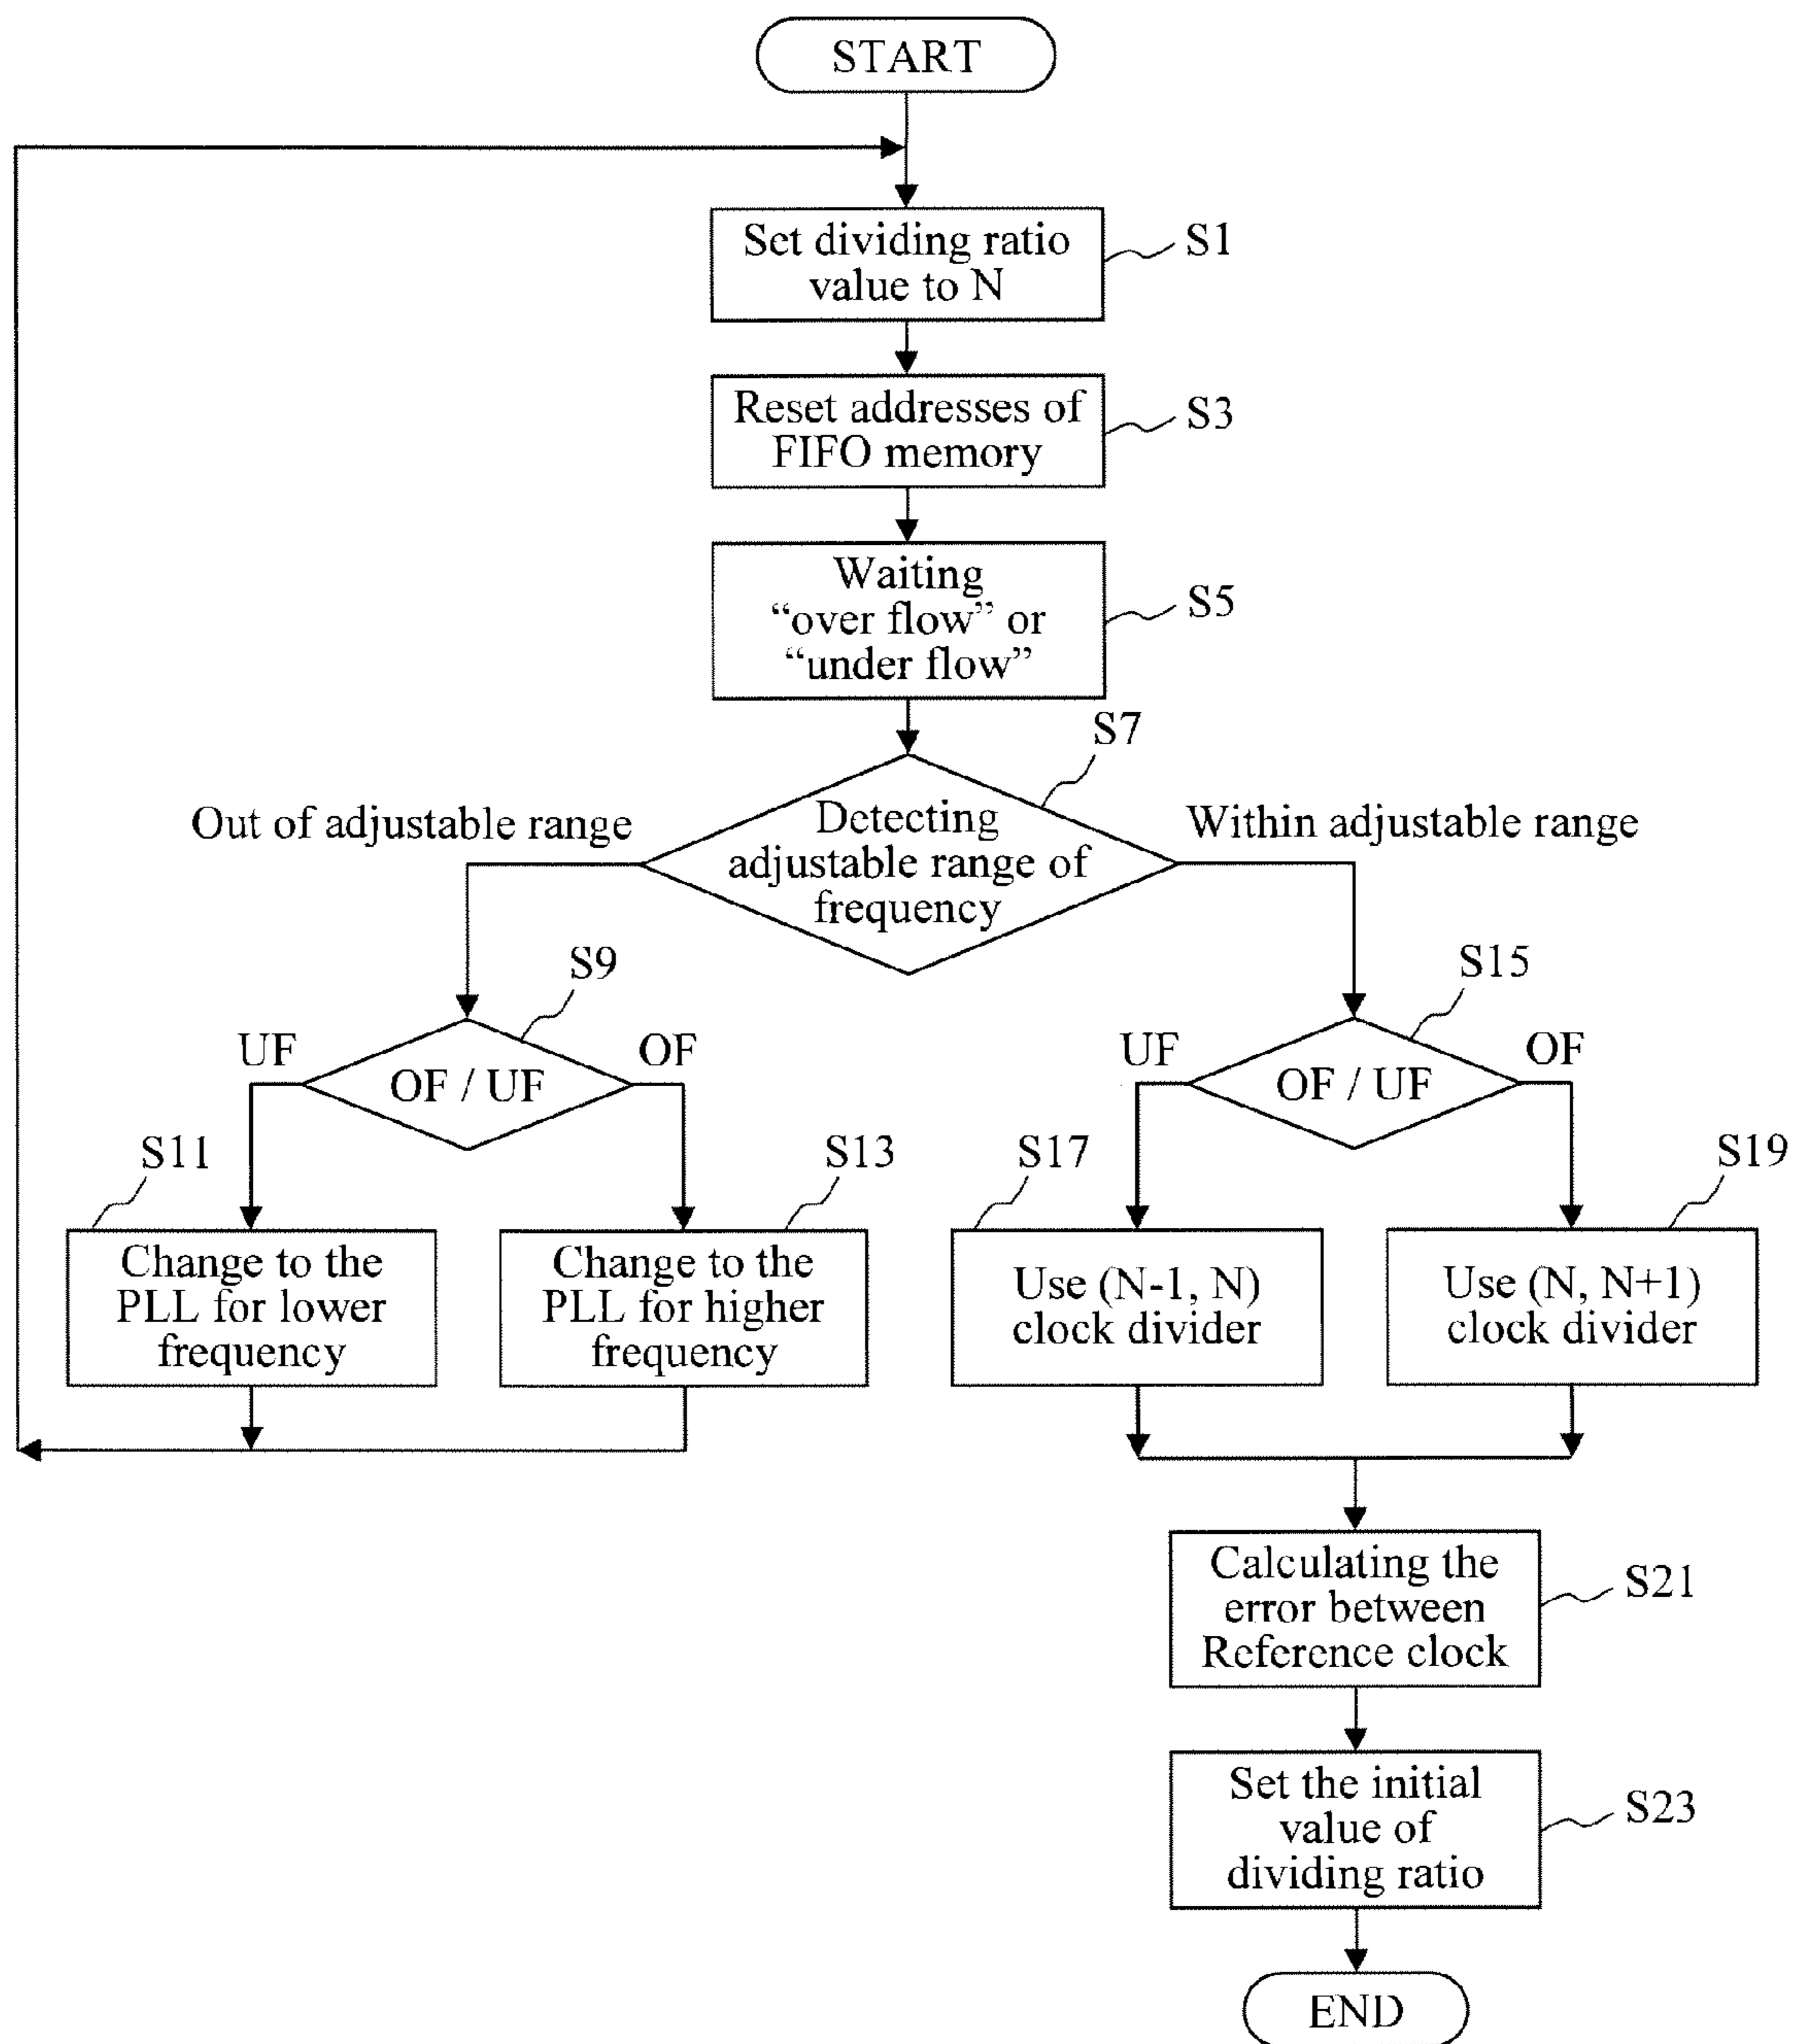 START
Set dividing ratio
value to N
S1
Reset addresses of
FIFO memory
S3
Waiting
“over flow” or
“under flow”
S5
S7
Detecting
adjustable range of
frequency
Out of adjustable range
Within adjustable range
S9
UF
OF / UF
OF
S15
UF
OF / UF
OF
S11
Change to the
PLL for lower
frequency
S13
Change to the
PLL for higher
frequency
S17
Use (N-1, N)
clock divider
S19
Use (N, N+1)
clock divider
Calculating the
error between
Reference clock
S21
Set the initial
value of
dividing ratio
S23
END